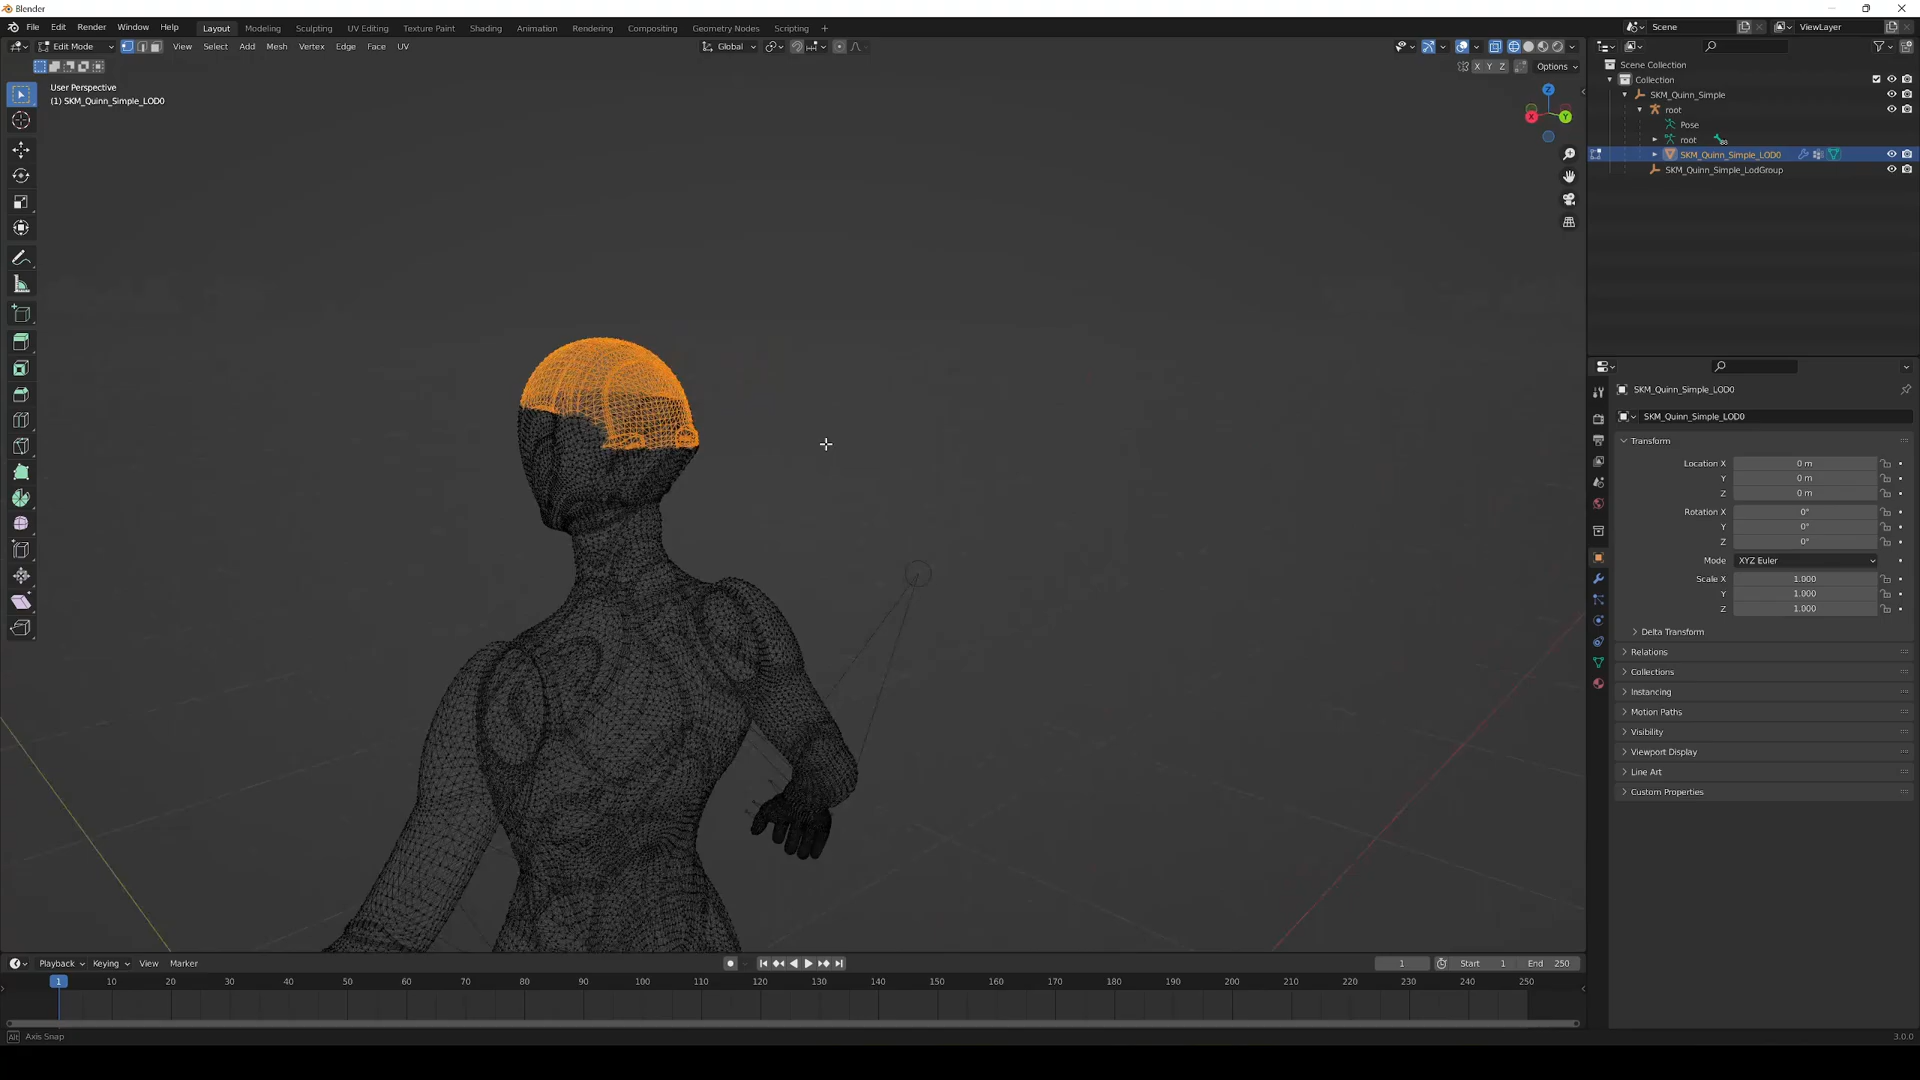 Blender
File Edit Render Window Help Layout Modeling Sculpting UV Editing Texture Paint Shading Animation Rendering Compositing Geometry Nodes Scripting + Scene ViewLayer
Edit Mode View Select Add Mesh Vertex Edge Face UV Global
X Y Z Options
User Perspective
(1) SKM_Quinn_Simple_LOD0
Z
X Y
Scene Collection
Collection
SKM_Quinn_Simple
root
Pose
root
SKM_Quinn_Simple_LOD0
SKM_Quinn_Simple_LodGroup
SKM_Quinn_Simple_LOD0
SKM_Quinn_Simple_LOD0
Transform
Location X 0 m
Y 0 m
Z 0 m
Rotation X 0°
Y 0°
Z 0°
Mode XYZ Euler
Scale X 1.000
Y 1.000
Z 1.000
Delta Transform
Relations
Collections
Instancing
Motion Paths
Visibility
Viewport Display
Line Art
Custom Properties
Playback Keying View Marker 1 Start 1 End 250
1 10 20 30 40 50 60 70 80 90 100 110 120 130 140 150 160 170 180 190 200 210 220 230 240 250
Alt Axis Snap 3.0.0